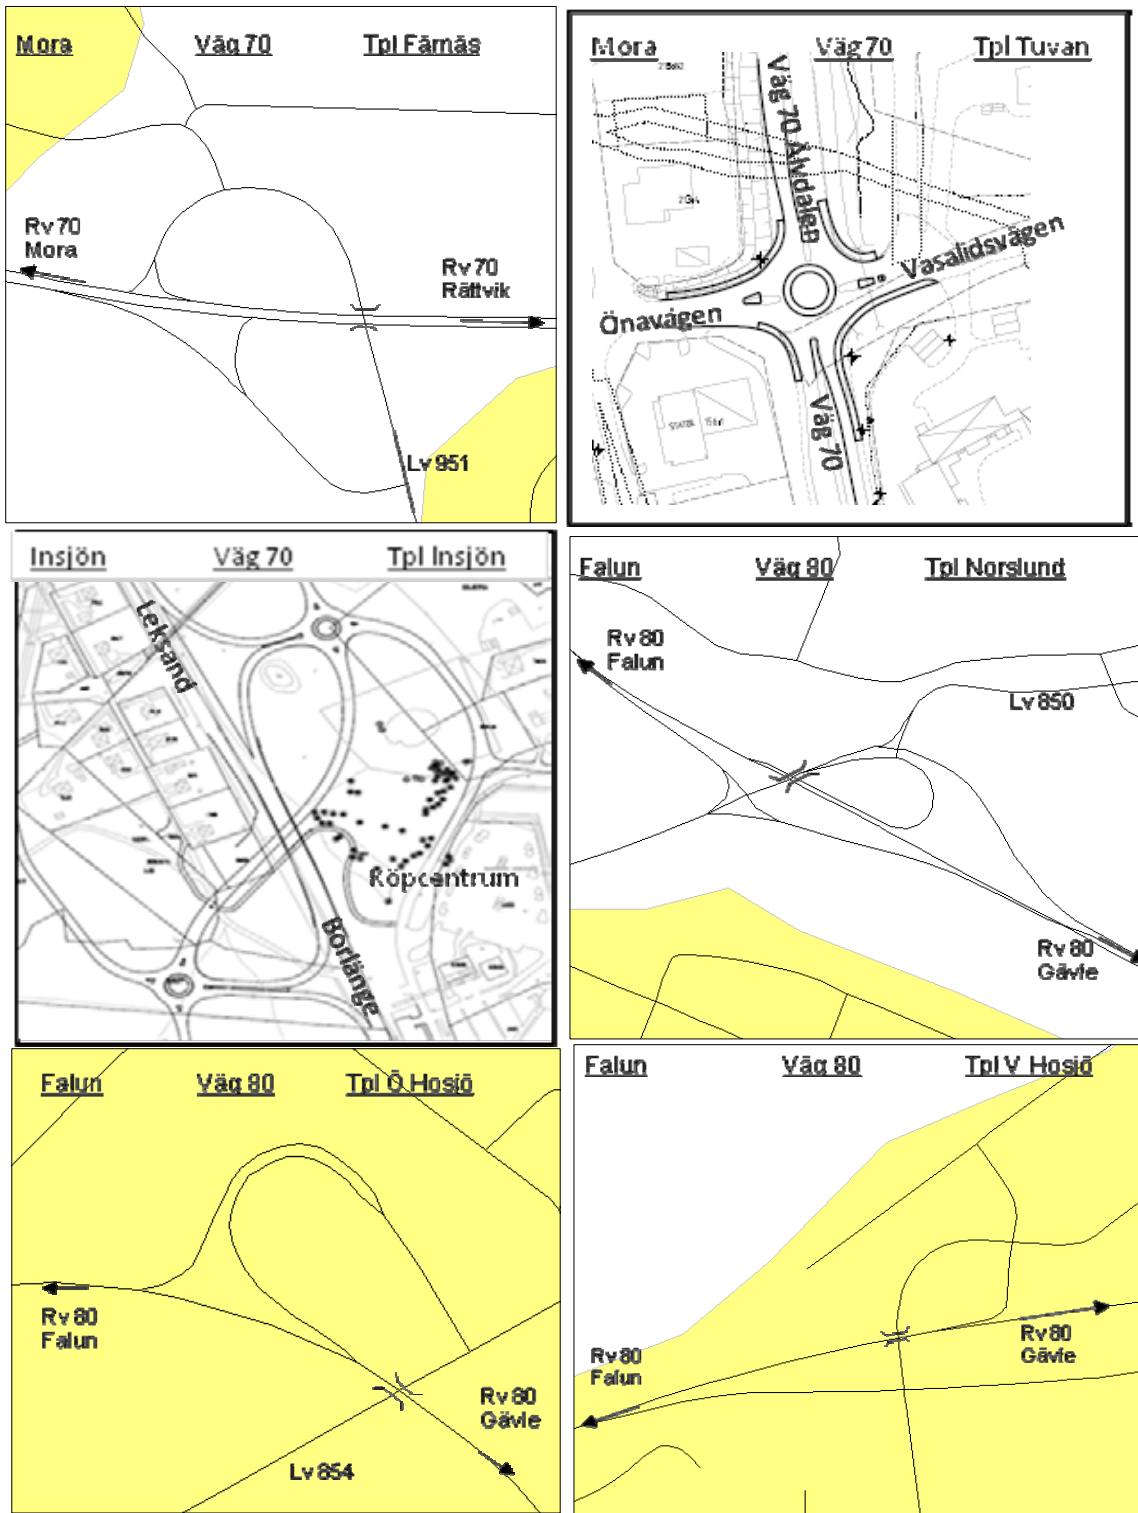 Mora Väg 70 Tpl Färnäs
Rv 70
Mora
Rv 70
Rättvik
Lv 951
Mora Väg 70 Tpl Tuvan
Väg 70 Älvdalen
Vasalidsvägen
Önavägen
Väg 70
Insjön Väg 70 Tpl Insjön
Leksand
Köpcentrum
Borlänge
Falun Väg 80 Tpl Norslund
Rv 80
Falun
Lv 850
Rv 80
Gävle
Falun Väg 80 Tpl Ö Hosjö
Rv 80
Falun
Rv 80
Gävle
Lv 854
Falun Väg 80 Tpl V Hosjö
Rv 80
Gävle
Rv 80
Falun